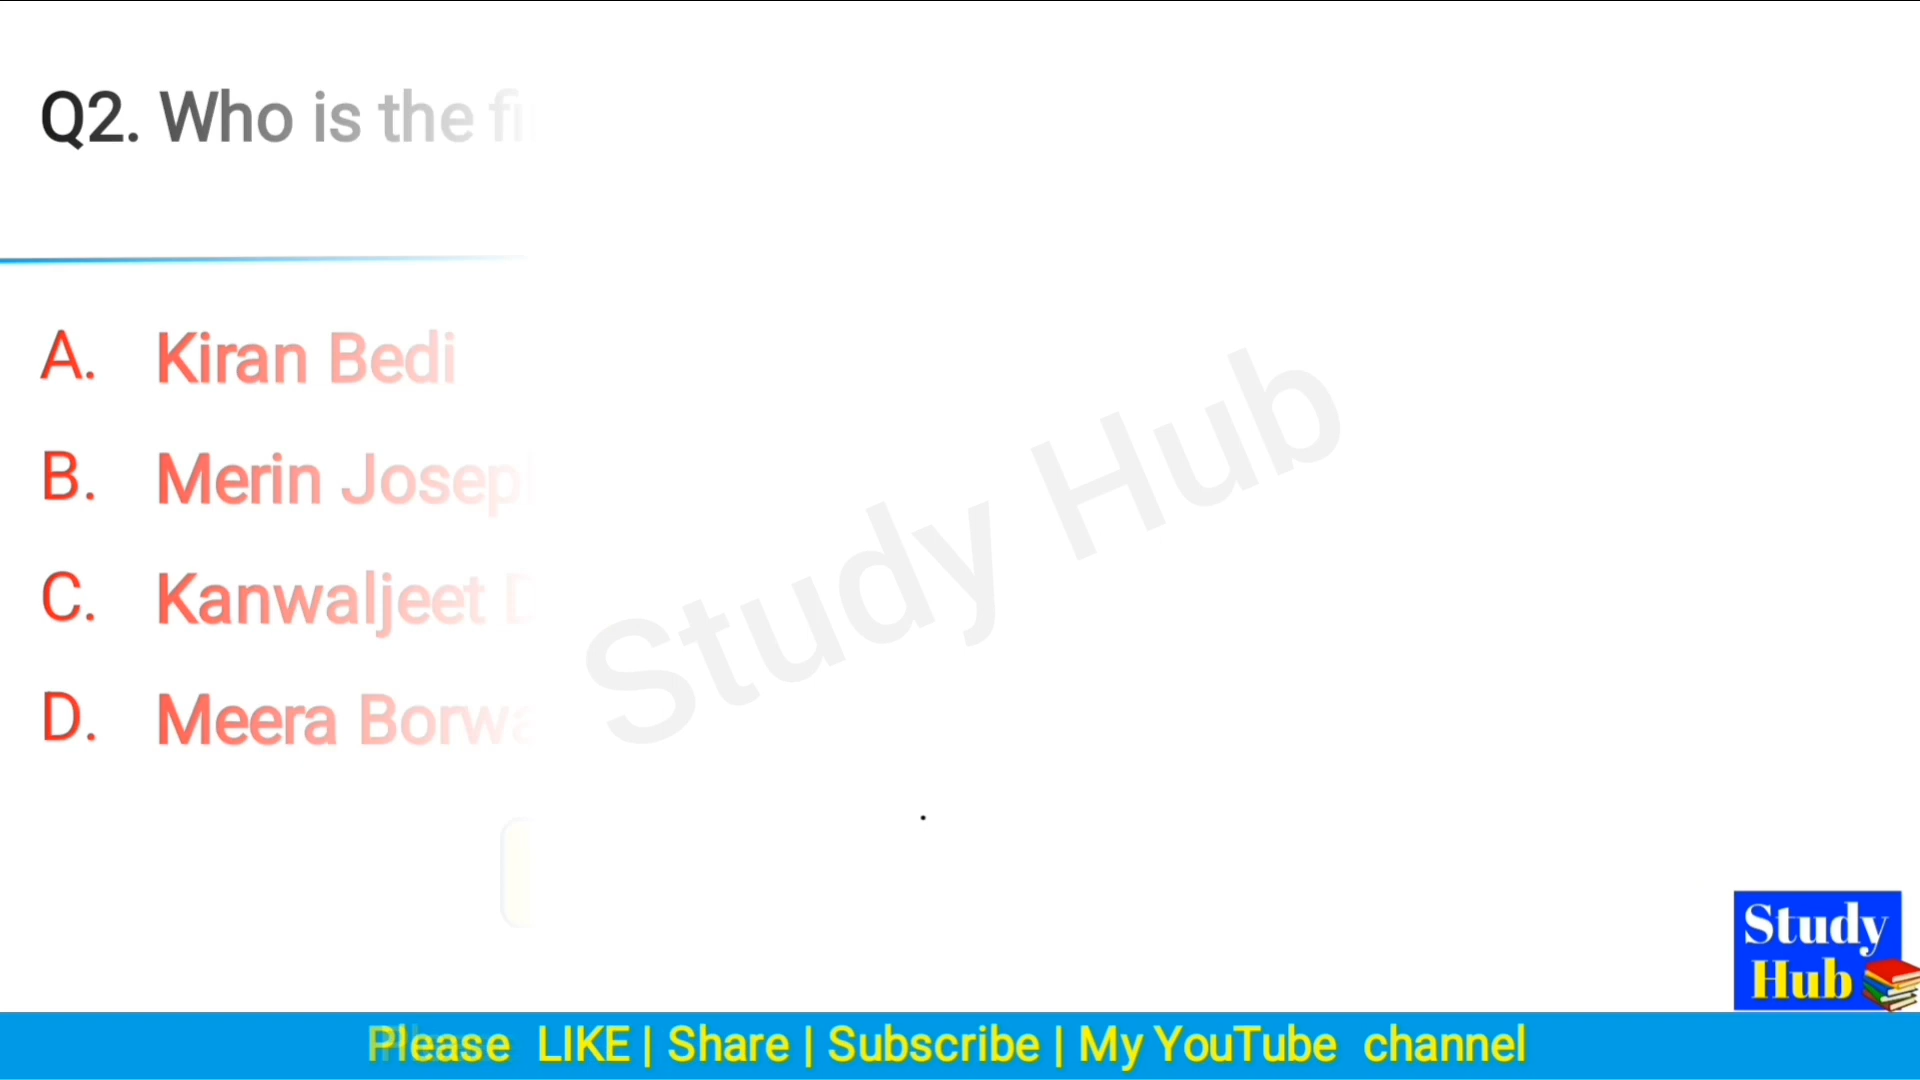 Q2. Who is the
A. Kiran Bedi
B. Merin
C. Kanwaljeet
D. Meera
Study Hub
Study
Hub
Please LIKE | Share | Subscribe | My YouTube channel